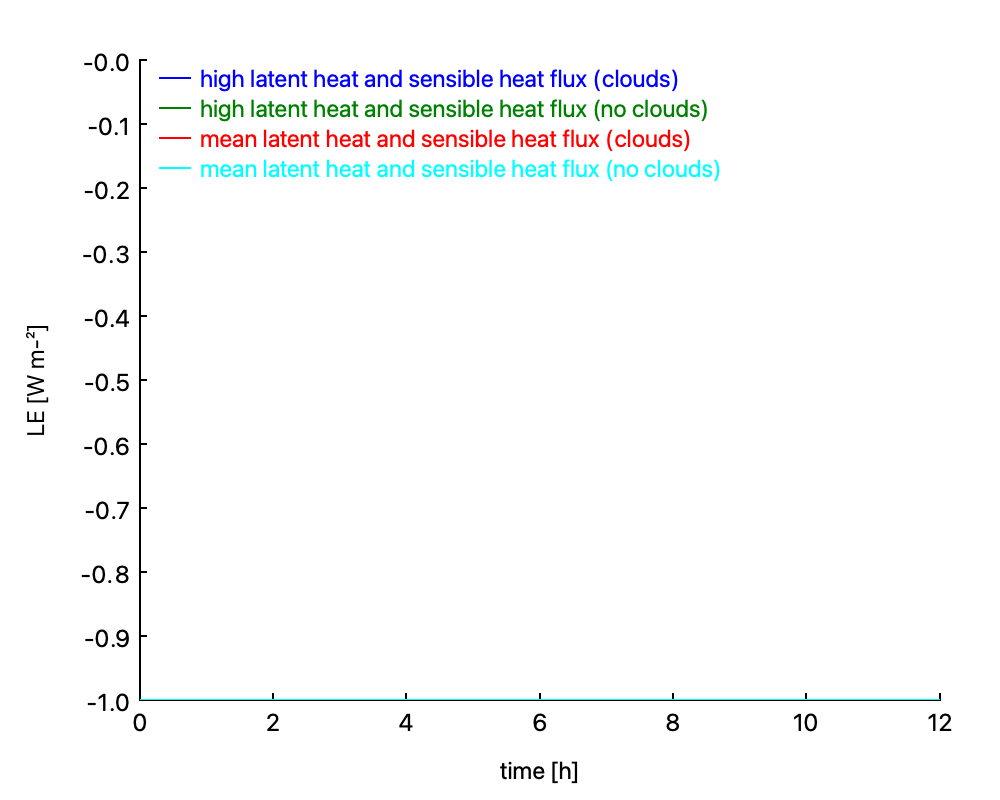 -0.0
high latent heat and sensible heat flux (clouds)
high latent heat and sensible heat flux (no clouds)
-0.1
mean latent heat and sensible heat flux (clouds)
mean latent heat and sensible heat flux (no clouds)
-0.2
-0.3
-0.4
LE [W m-²]
-0.5
-0.6
-0.7
-0.8
-0.9
-1.0
0 2 4 6 8 10 12
time [h]